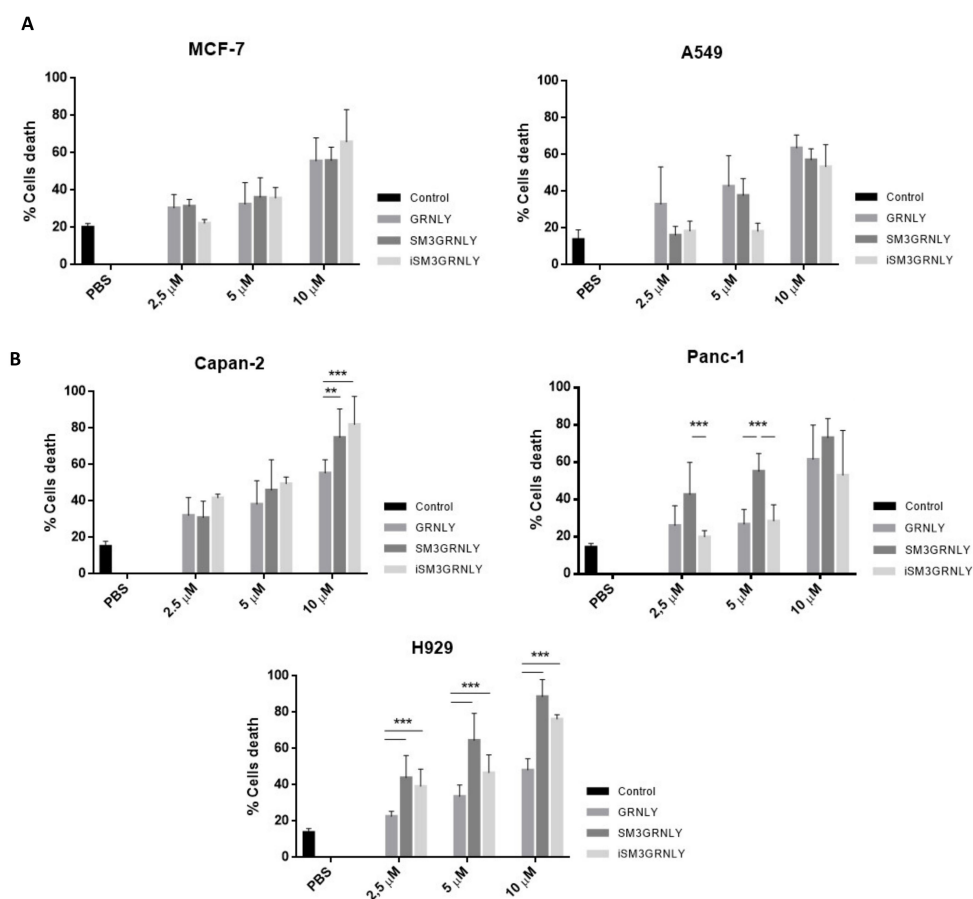 A
MCF-7
% Cells death
100
80
60
40
20
0
PBS
2,5 µM
5 µM
10 µM
Control
GRNLY
SM3GRNLY
iSM3GRNLY
A549
% Cells death
100
80
60
40
20
0
PBS
2.5 µM
5 µM
10 µM
Control
GRNLY
SM3GRNLY
iSM3GRNLY
B
Capan-2
% Cells death
100
80
60
40
20
0
***
**
PBS
2.5 µM
5 µM
10 µM
Control
GRNLY
SM3GRNLY
iSM3GRNLY
Panc-1
% Cells death
100
80
60
40
20
0
*** ***
PBS
2,5 µM
5 µM
10 µM
Control
GRNLY
SM3GRNLY
iSM3GRNLY
H929
% Cells death
100
80
60
40
20
0
*** *** ***
PBS
2,5 µM
5 µM
10 µM
Control
GRNLY
SM3GRNLY
iSM3GRNLY